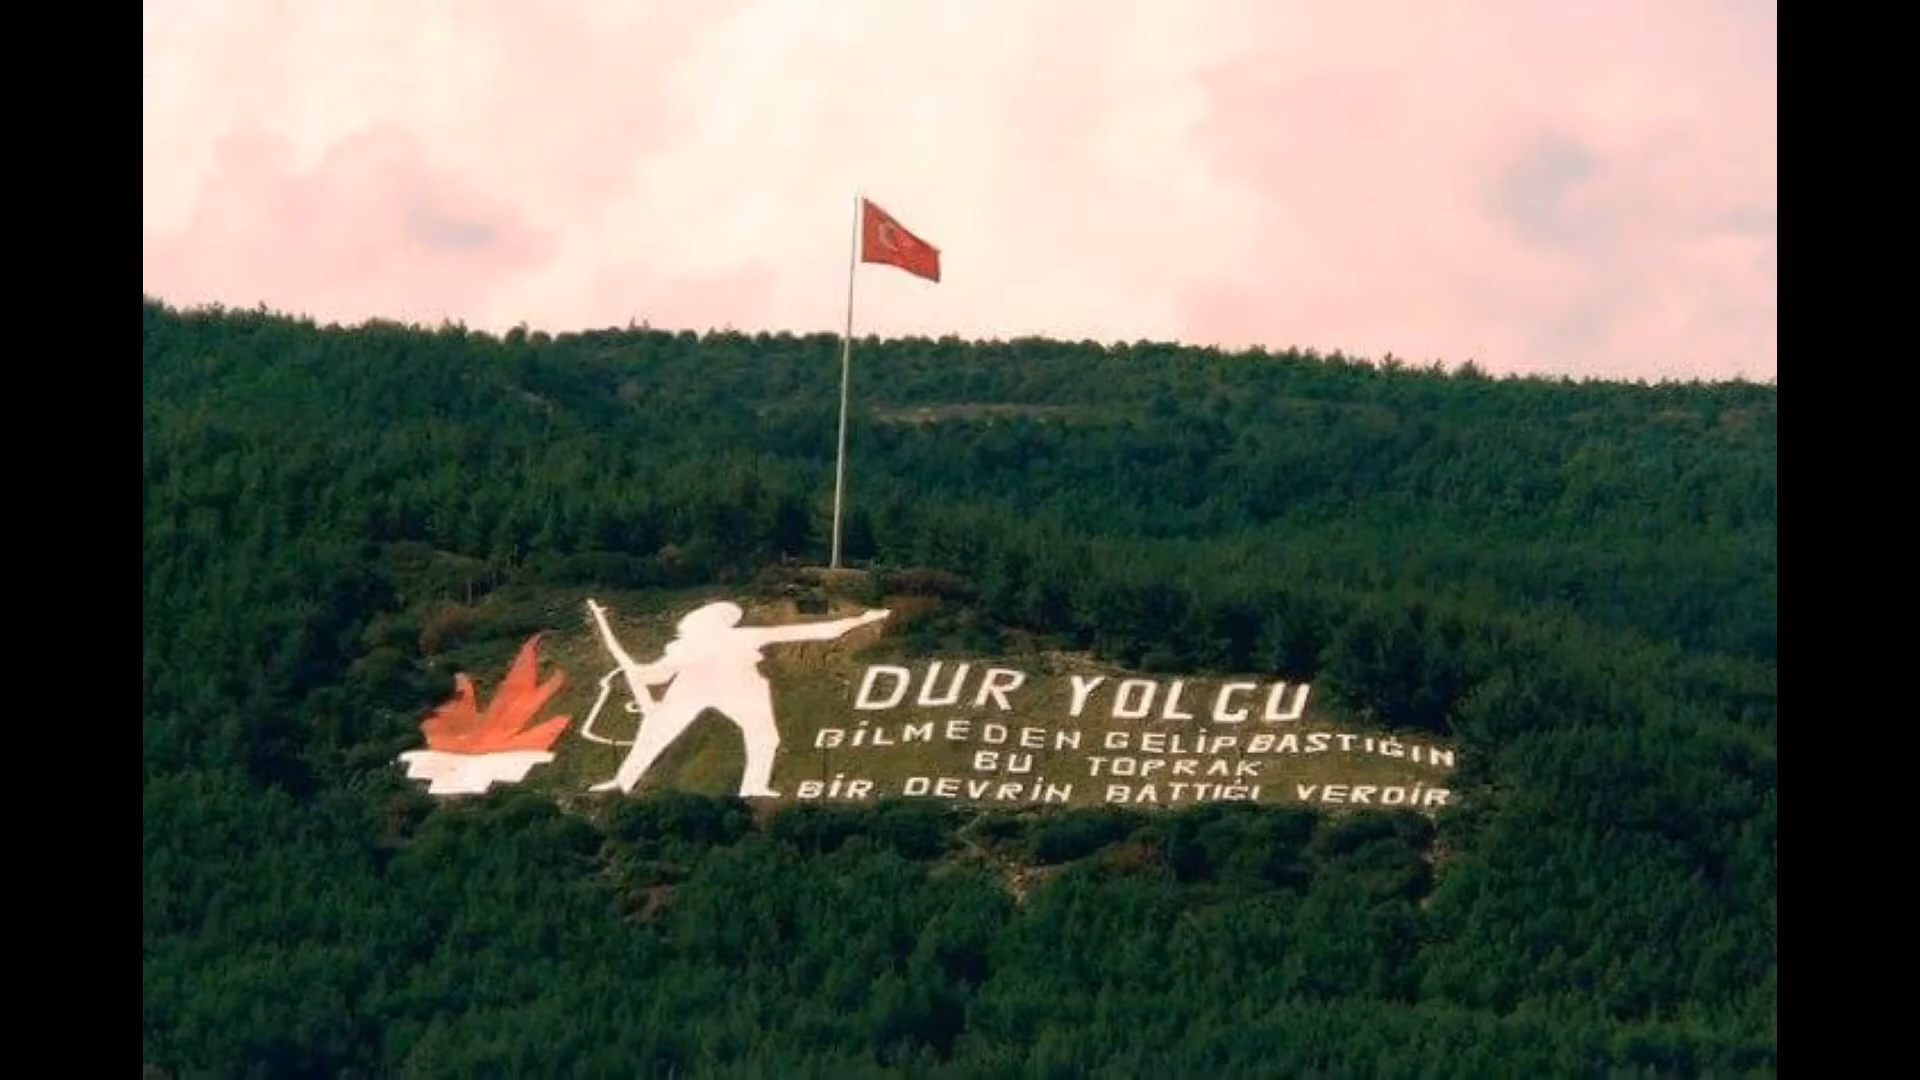 DUR YOLCU
BİLMEDEN GELİP BASTIĞIN
BU TOPRAK
BİR DEVRİN BATTIĞI YERDİR